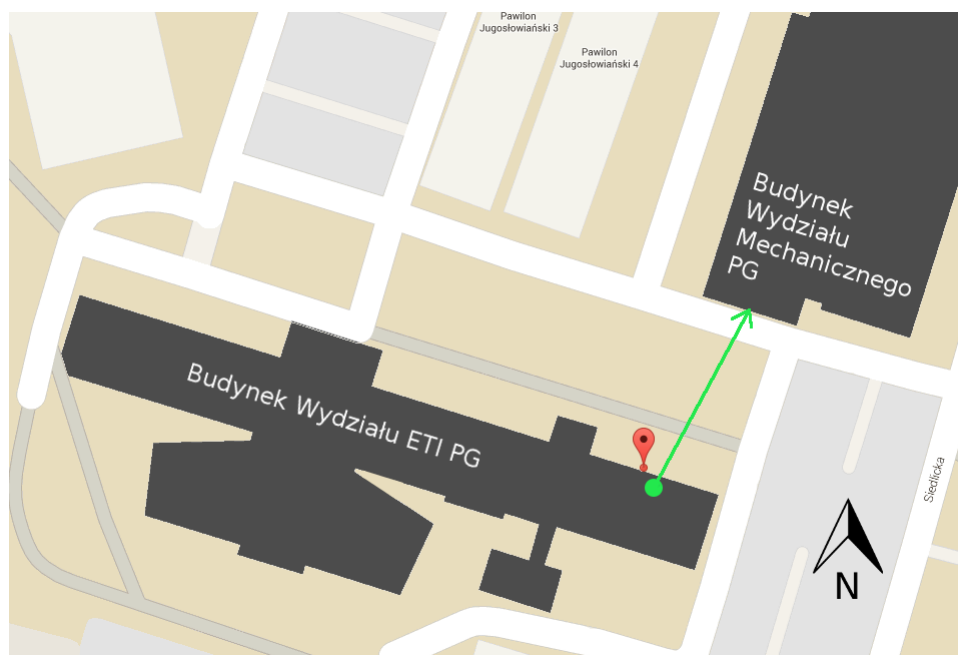 Pawilon
Jugosłowiański 3
Pawilon
Jugosłowiański 4
Budynek
Wydziału
Mechanicznego
PG
Budynek Wydziału ETI PG
Siedlicka
N